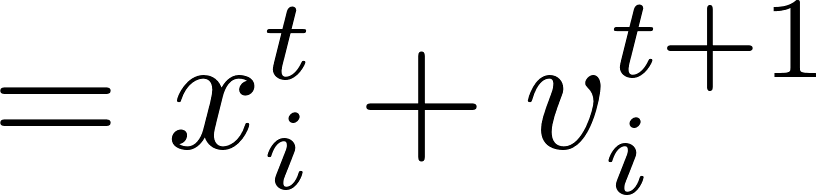 = x_i^t + v_i^{t+1}